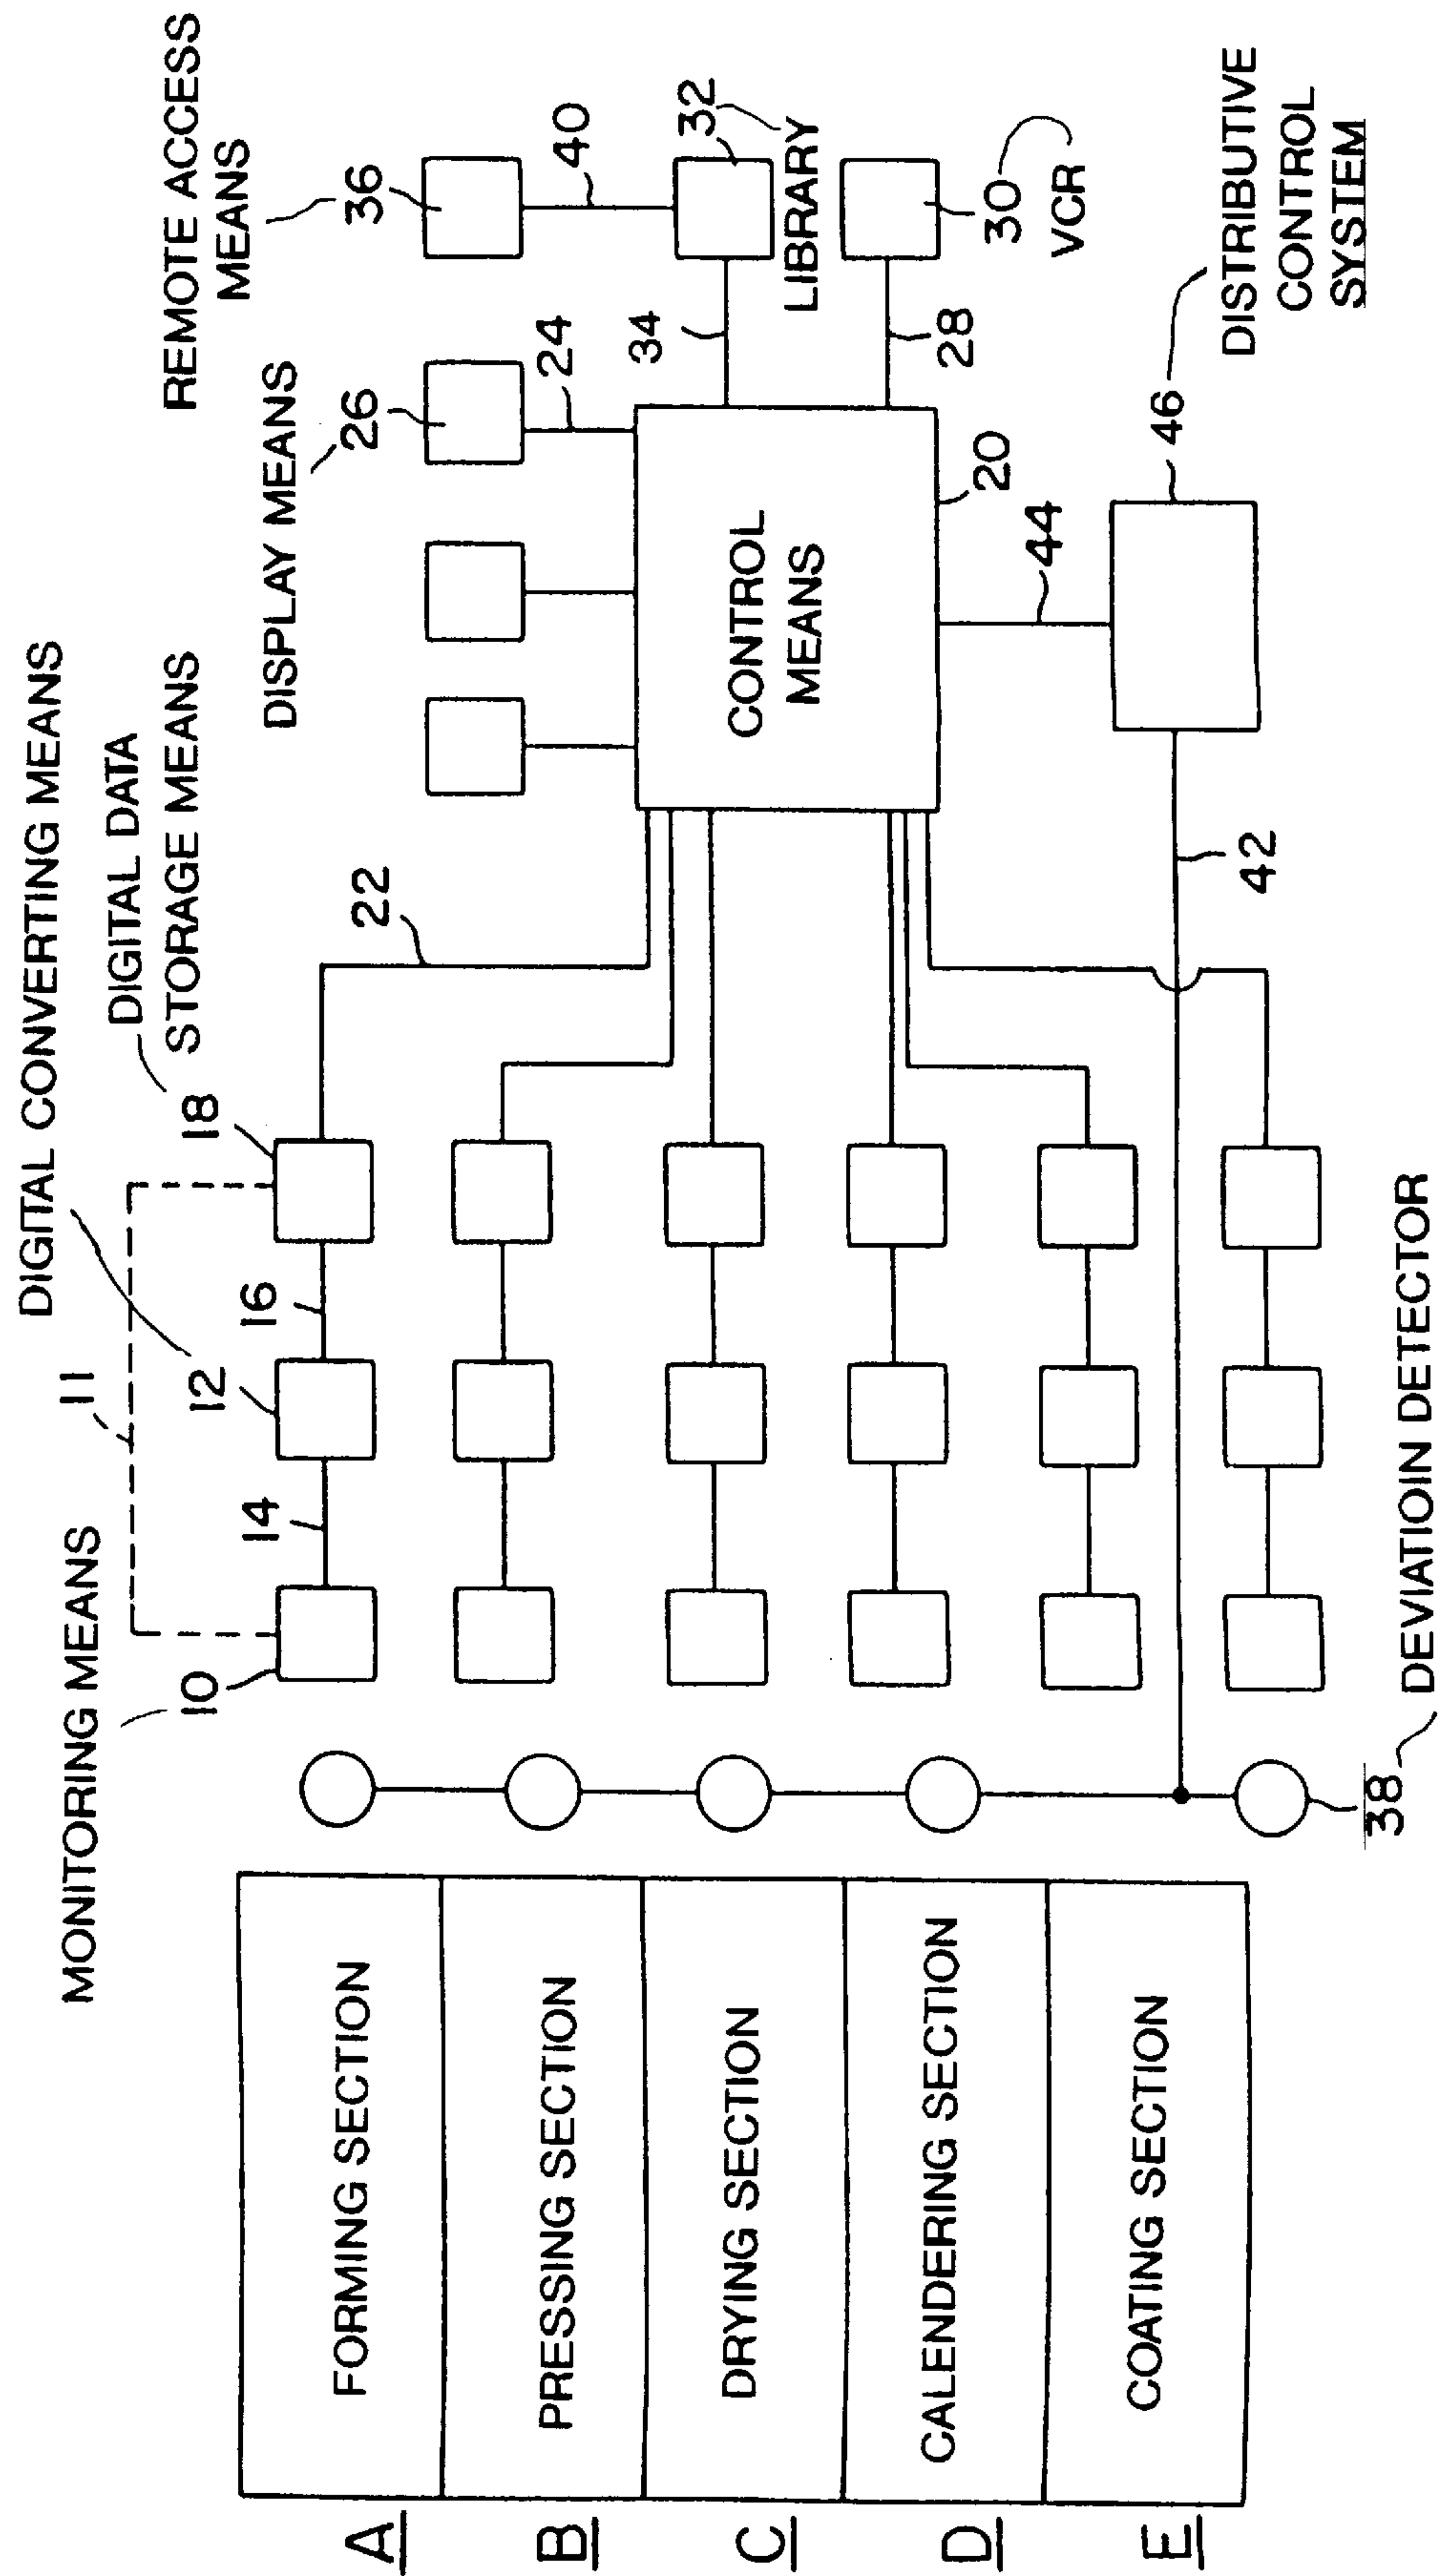 MONITORING MEANS
DIGITAL CONVERTING MEANS
DIGITAL DATA
STORAGE MEANS
DISPLAY MEANS
REMOTE ACCESS
MEANS
10
11
12
14
16
18
22
24
26
36
40
34
32
LIBRARY
30
VCR
28
CONTROL
MEANS
20
44
46
DISTRIBUTIVE
CONTROL
SYSTEM
42
38
DEVIATIOIN DETECTOR
A
FORMING SECTION
B
PRESSING SECTION
C
DRYING SECTION
D
CALENDERING SECTION
E
COATING SECTION